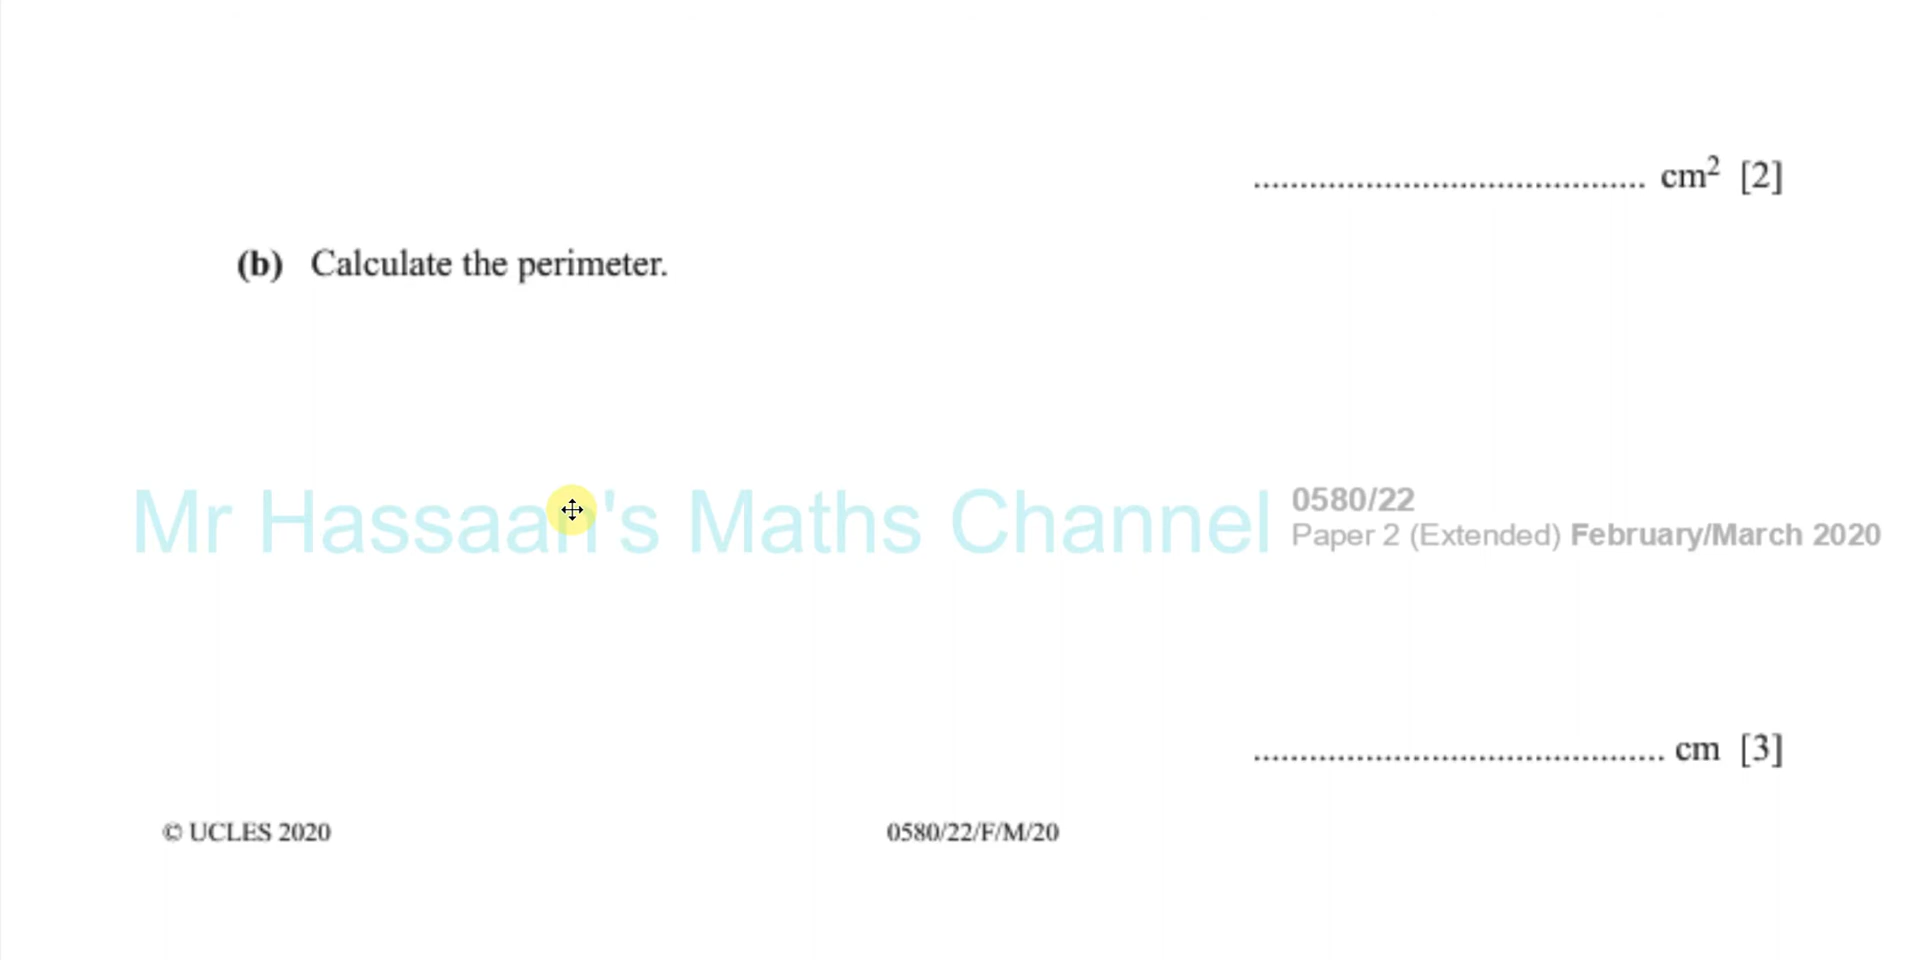 ........................................ cm² [2]
(b) Calculate the perimeter.
Mr Hassaan's Maths Channel
0580/22
Paper 2 (Extended) February/March 2020
........................................ cm [3]
© UCLES 2020
0580/22/F/M/20